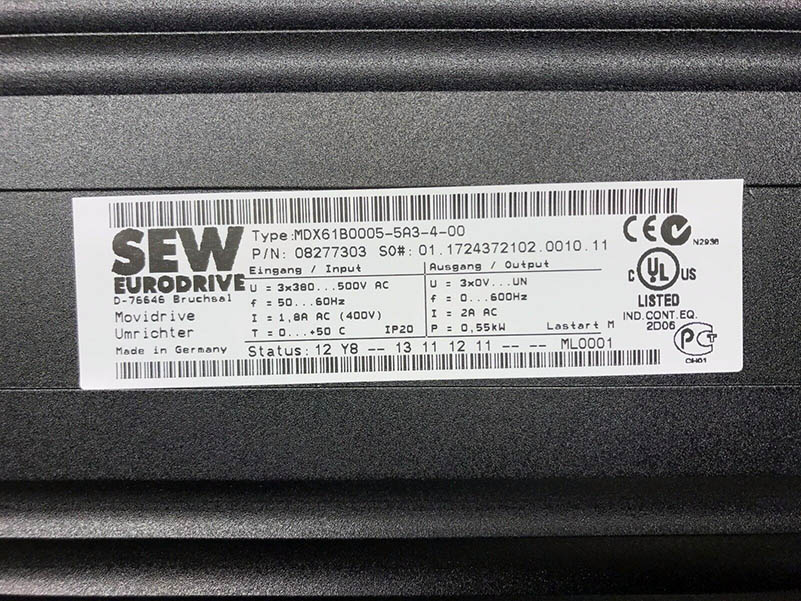 SEW
EURODRIVE
D-76646 Bruchsal
Movidrive
Umrichter
Made in Germany
Type:MDX61B0005-5A3-4-00
P/N: 08277303 SO#: 01.1724372102.0010.11
Eingang / Input
U = 3x380...500V AC
f = 50...60Hz
I = 1,8A AC (400V)
T = 0...+50 C IP20
Ausgang / Output
U = 3x0V...UN
f = 0...600Hz
I = 2A AC
P = 0,55kW Lastart M
Status: 12 Y8 -- 13 11 12 11 -- -- ML0001
CE N2936
C UL US
LISTED
IND.CONT.EQ.
2D06